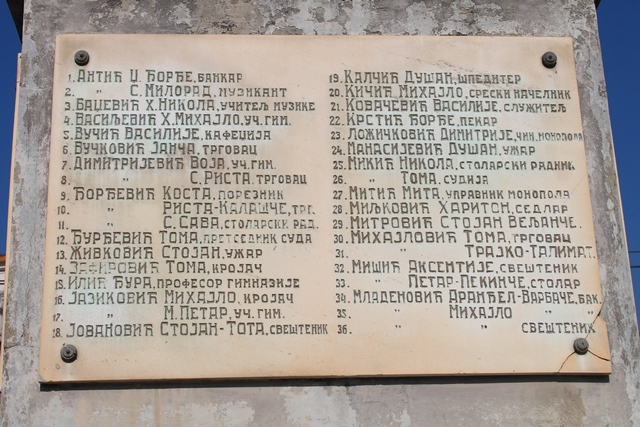 1. Антић Џ. Ђорђе, банкар
2. „ С. Милорад, музикант
3. Баџевић Х. Никола, учитељ музике
4. Васиљевић Х. Михајло, уч. гим.
5. Вучић Василије, кафеџија
6. Вучковић Јанча, трговац
7. Димитријевић Воја, уч. гим.
8. „ С. Риста, трговац
9. Ђорђевић Коста, порезник
10. „ Риста-Калашче, трг.
11. „ С. Сава, столарски рад.
12. Ђурђевић Тома, претседник суда
13. Живковић Стојан, ужар
14. Зафировић Тома, кројач
15. Илић Ђура, професор гимназије
16. Јазиковић Михајло, кројач
17. „ М. Петар, уч. гим.
18. Јовановић Стојан-Тота, свештеник
19. Калчић Душан, шпедитер
20. Кичић Михајло, срески начелник
21. Ковачевић Василије, служитељ
22. Крстић Ђорђе, пекар
23. Ложичковић Димитрије, чин. монопола
24. Манасијевић Душан, ужар
25. Микић Никола, столарски радник
26. „ Тома, судија
27. Митић Мита, управник монопола
28. Миљковић Харитон, седлар
29. Митровић Стојан Вељанче.
30. Михајловић Тома, трговац
31. „ Трајко-Талимат.
32. Мишић Аксентије, свештеник
33. „ Петар-Пекинче, столар
34. Младеновић Аранђел-Варбаче, бак.
35. „ Михајло „ „
36. „ „ свештеник